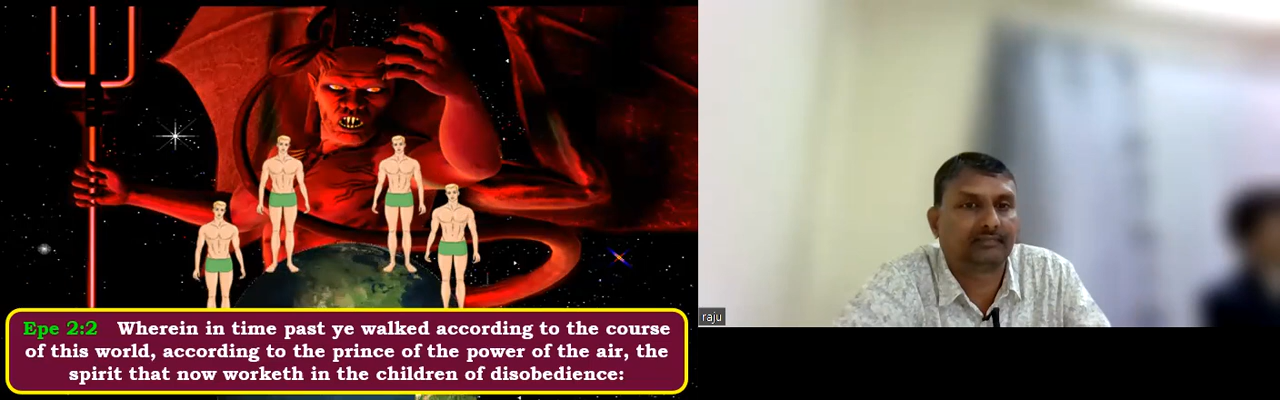 Epe 2:2 Wherein in time past ye walked according to the course
of this world, according to the prince of the power of the air, the
spirit that now worketh in the children of disobedience:
raju